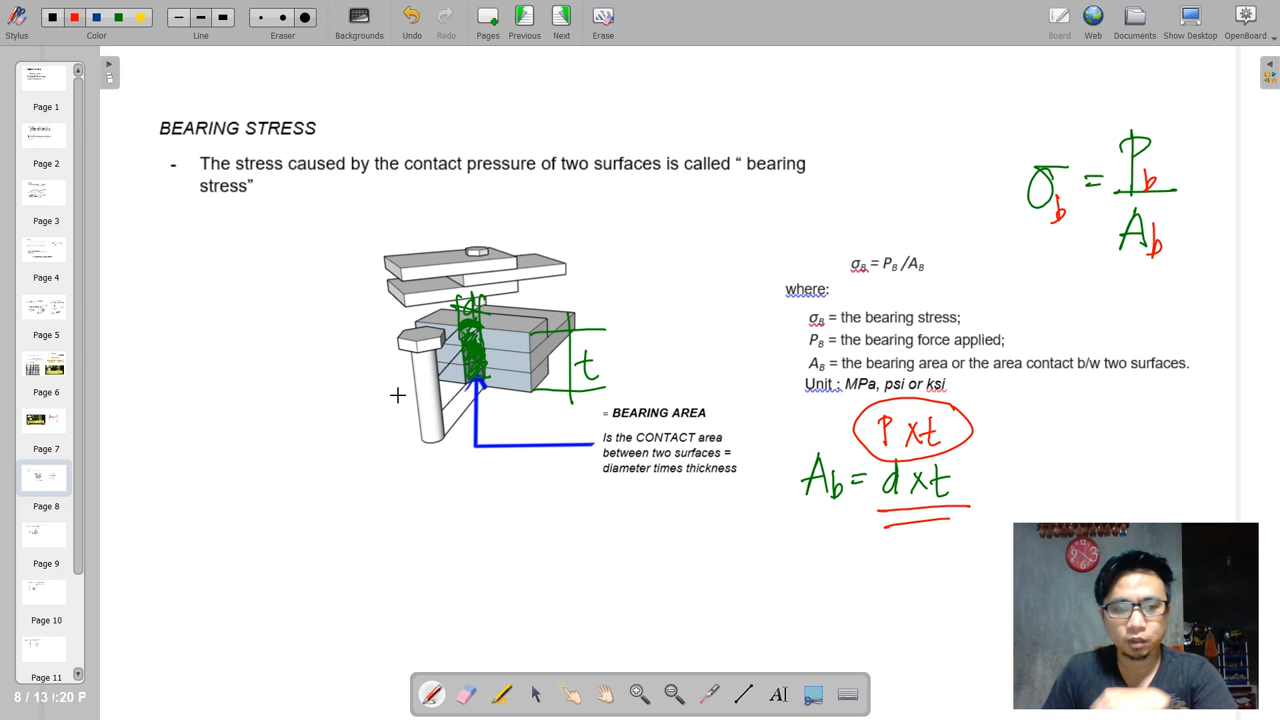 Stylus
Color
Line
Eraser
Backgrounds
Undo
Redo
Pages
Previous
Next
Erase
Board
Web
Documents
Show Desktop
OpenBoard
Page 1
Page 2
Page 3
Page 4
Page 5
Page 6
Page 7
Page 8
Page 9
Page 10
Page 11
8 / 13
:20 P
BEARING STRESS
- The stress caused by the contact pressure of two surfaces is called “ bearing
stress”
σb = Pb / Ab
σB = PB /AB
where:
σB = the bearing stress;
PB = the bearing force applied;
AB = the bearing area or the area contact b/w two surfaces.
Unit : MPa, psi or ksi
d
t
= BEARING AREA
Is the CONTACT area
between two surfaces =
diameter times thickness
P x t
Ab = d x t
AI